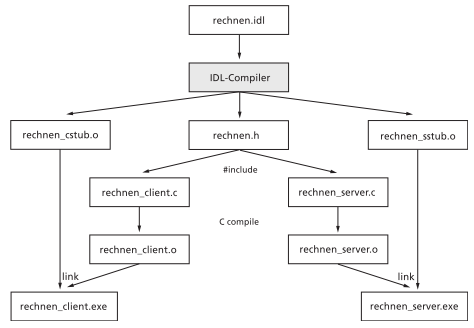 rechnen.idl
IDL-Compiler
rechnen_cstub.o
rechnen.h
rechnen_sstub.o
#include
rechnen_client.c
rechnen_server.c
C compile
rechnen_client.o
rechnen_server.o
link
link
rechnen_client.exe
rechnen_server.exe